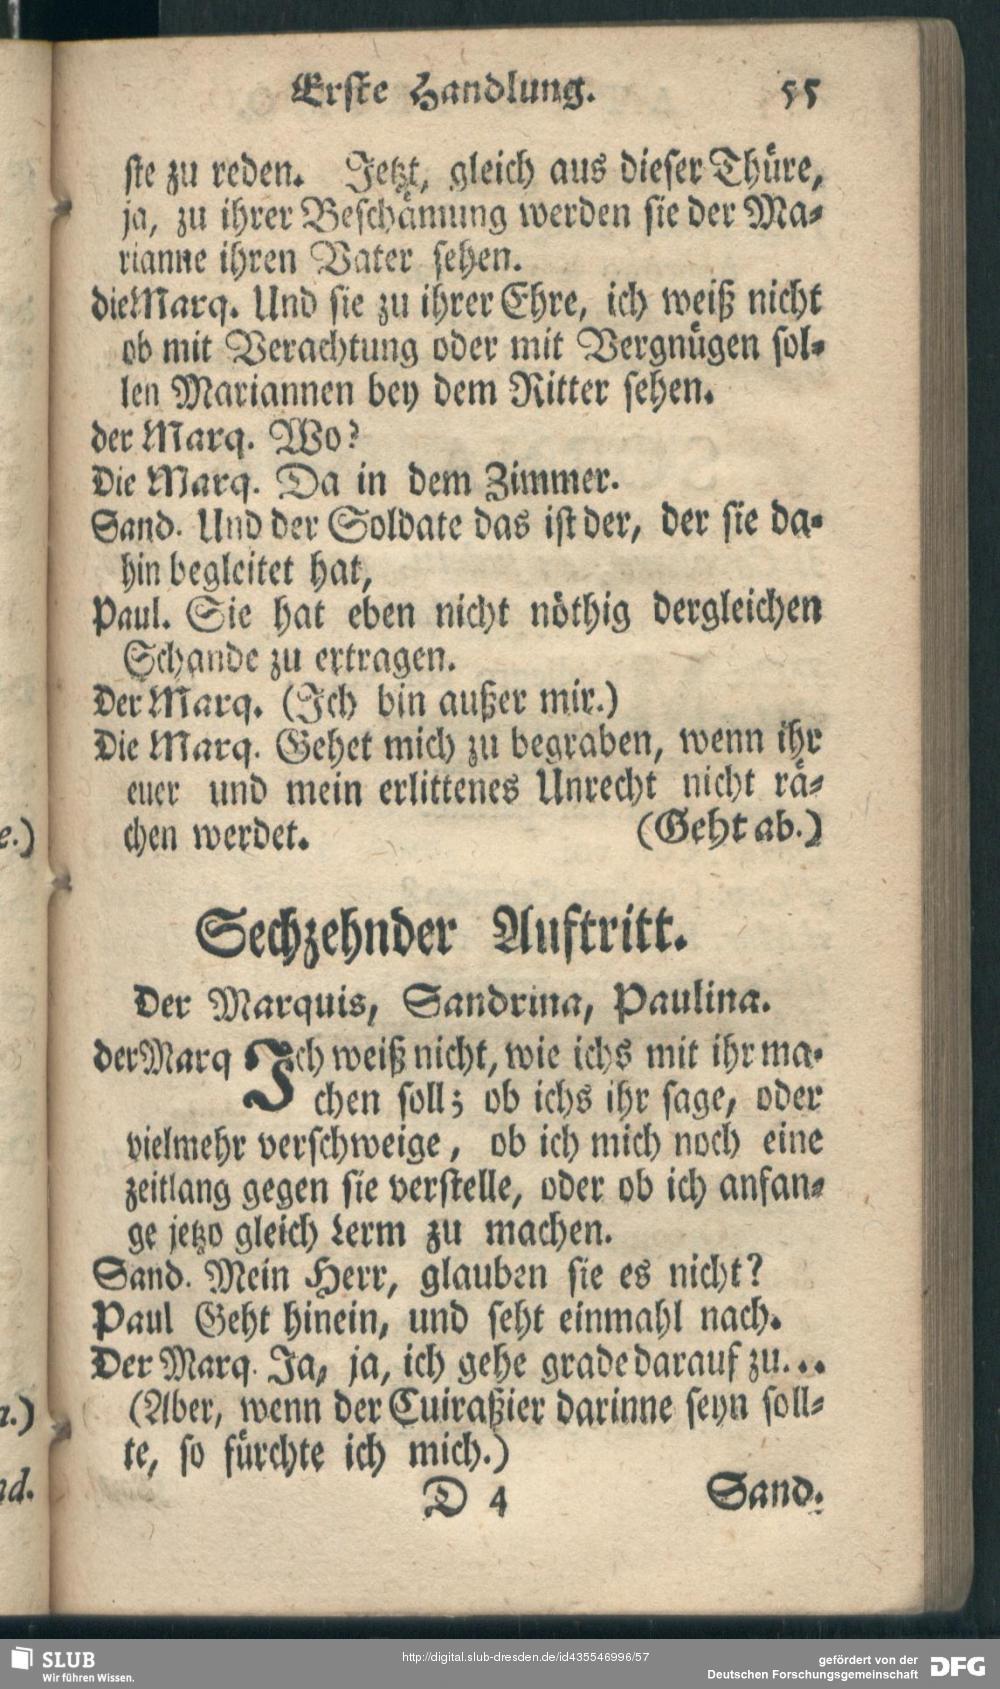 Erste Handlung. 55
ste zu reden. Jetzt, gleich aus dieser Thüre,
ja, zu ihrer Beschämung werden sie der Ma-
rianne ihren Vater sehen.
die Marq. Und sie zu ihrer Ehre, ich weiß nicht
ob mit Verachtung oder mit Vergnügen sol-
len Mariannen bey dem Ritter sehen.
der Marq. Wo?
Die Marq. Da in dem Zimmer.
Sand. Und der Soldate das ist der, der sie da-
hin begleitet hat,
Paul. Sie hat eben nicht nöthig dergleichen
Schande zu ertragen.
Der Marq. (Ich bin außer mir.)
Die Marq. Gehet mich zu begraben, wenn ihr
euer und mein erlittenes Unrecht nicht rä-
chen werdet. (Geht ab.)
e.)
Sechzehnder Auftritt.
Der Marquis, Sandrina, Paulina.
der Marq Ich weiß nicht, wie ichs mit ihr ma-
chen soll; ob ichs ihr sage, oder
vielmehr verschweige, ob ich mich noch eine
zeitlang gegen sie verstelle, oder ob ich anfan-
ge jetzo gleich Lerm zu machen.
Sand. Mein Herr, glauben sie es nicht?
Paul Geht hinein, und seht einmahl nach.
Der Marq. Ja, ja, ich gehe grade darauf zu...
(Aber, wenn der Cuiraßier darinne seyn soll-
te, so fürchte ich mich.)
D 4 Sand.
SLUB
Wir führen Wissen.
http://digital.slub-dresden.de/id435546996/57
gefördert von der
Deutschen Forschungsgemeinschaft
DFG